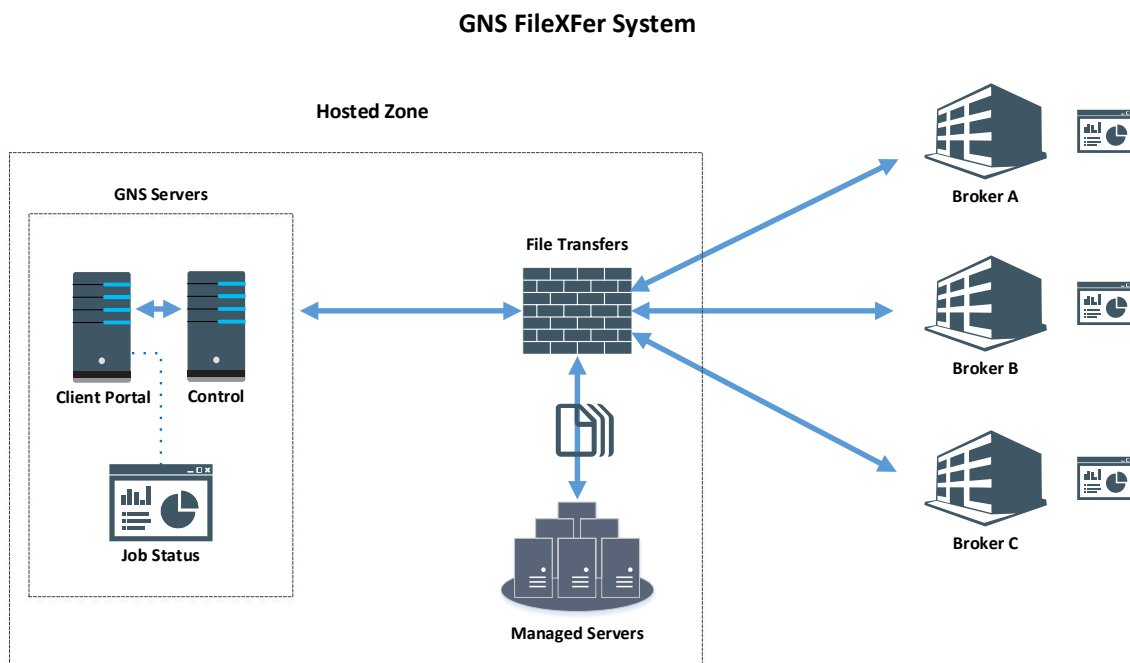 GNS FileXFer System
Hosted Zone
GNS Servers
File Transfers
Client Portal
Control
Job Status
Managed Servers
Broker A
Broker B
Broker C